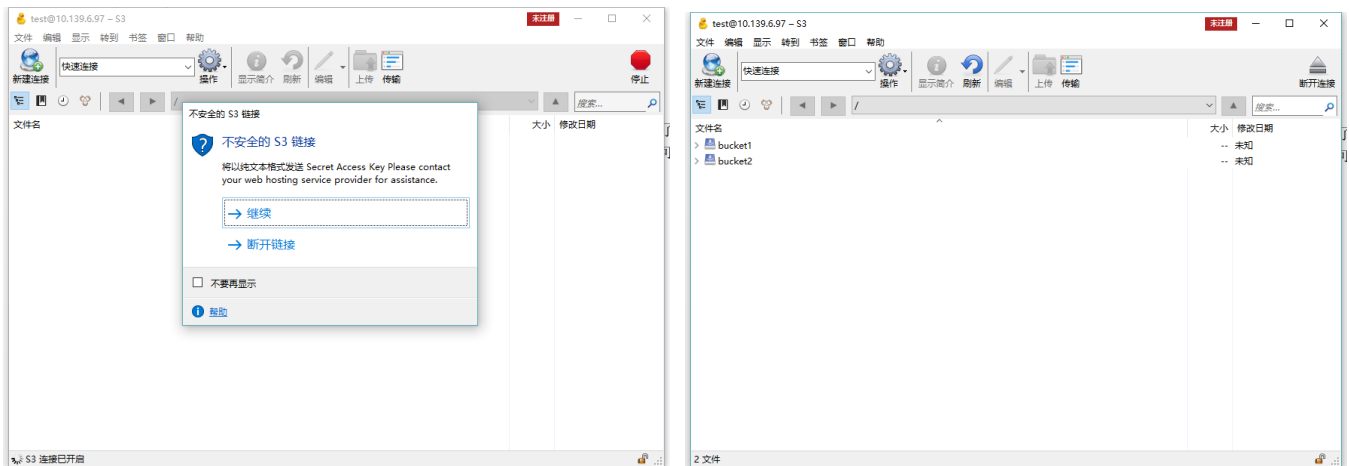 test@10.139.6.97 – S3 未注册
文件 编辑 显示 转到 书签 窗口 帮助
新建连接 快速连接 操作 显示简介 刷新 编辑 上传 传输 停止
/ 搜索...
文件名 大小 修改日期
不安全的 S3 链接
不安全的 S3 链接
将以纯文本格式发送 Secret Access Key Please contact
your web hosting service provider for assistance.
继续
断开链接
不要再显示
帮助
S3 连接已开启
test@10.139.6.97 – S3 未注册
文件 编辑 显示 转到 书签 窗口 帮助
新建连接 快速连接 操作 显示简介 刷新 编辑 上传 传输 断开连接
/ 搜索...
文件名 大小 修改日期
bucket1 -- 未知
bucket2 -- 未知
2 文件